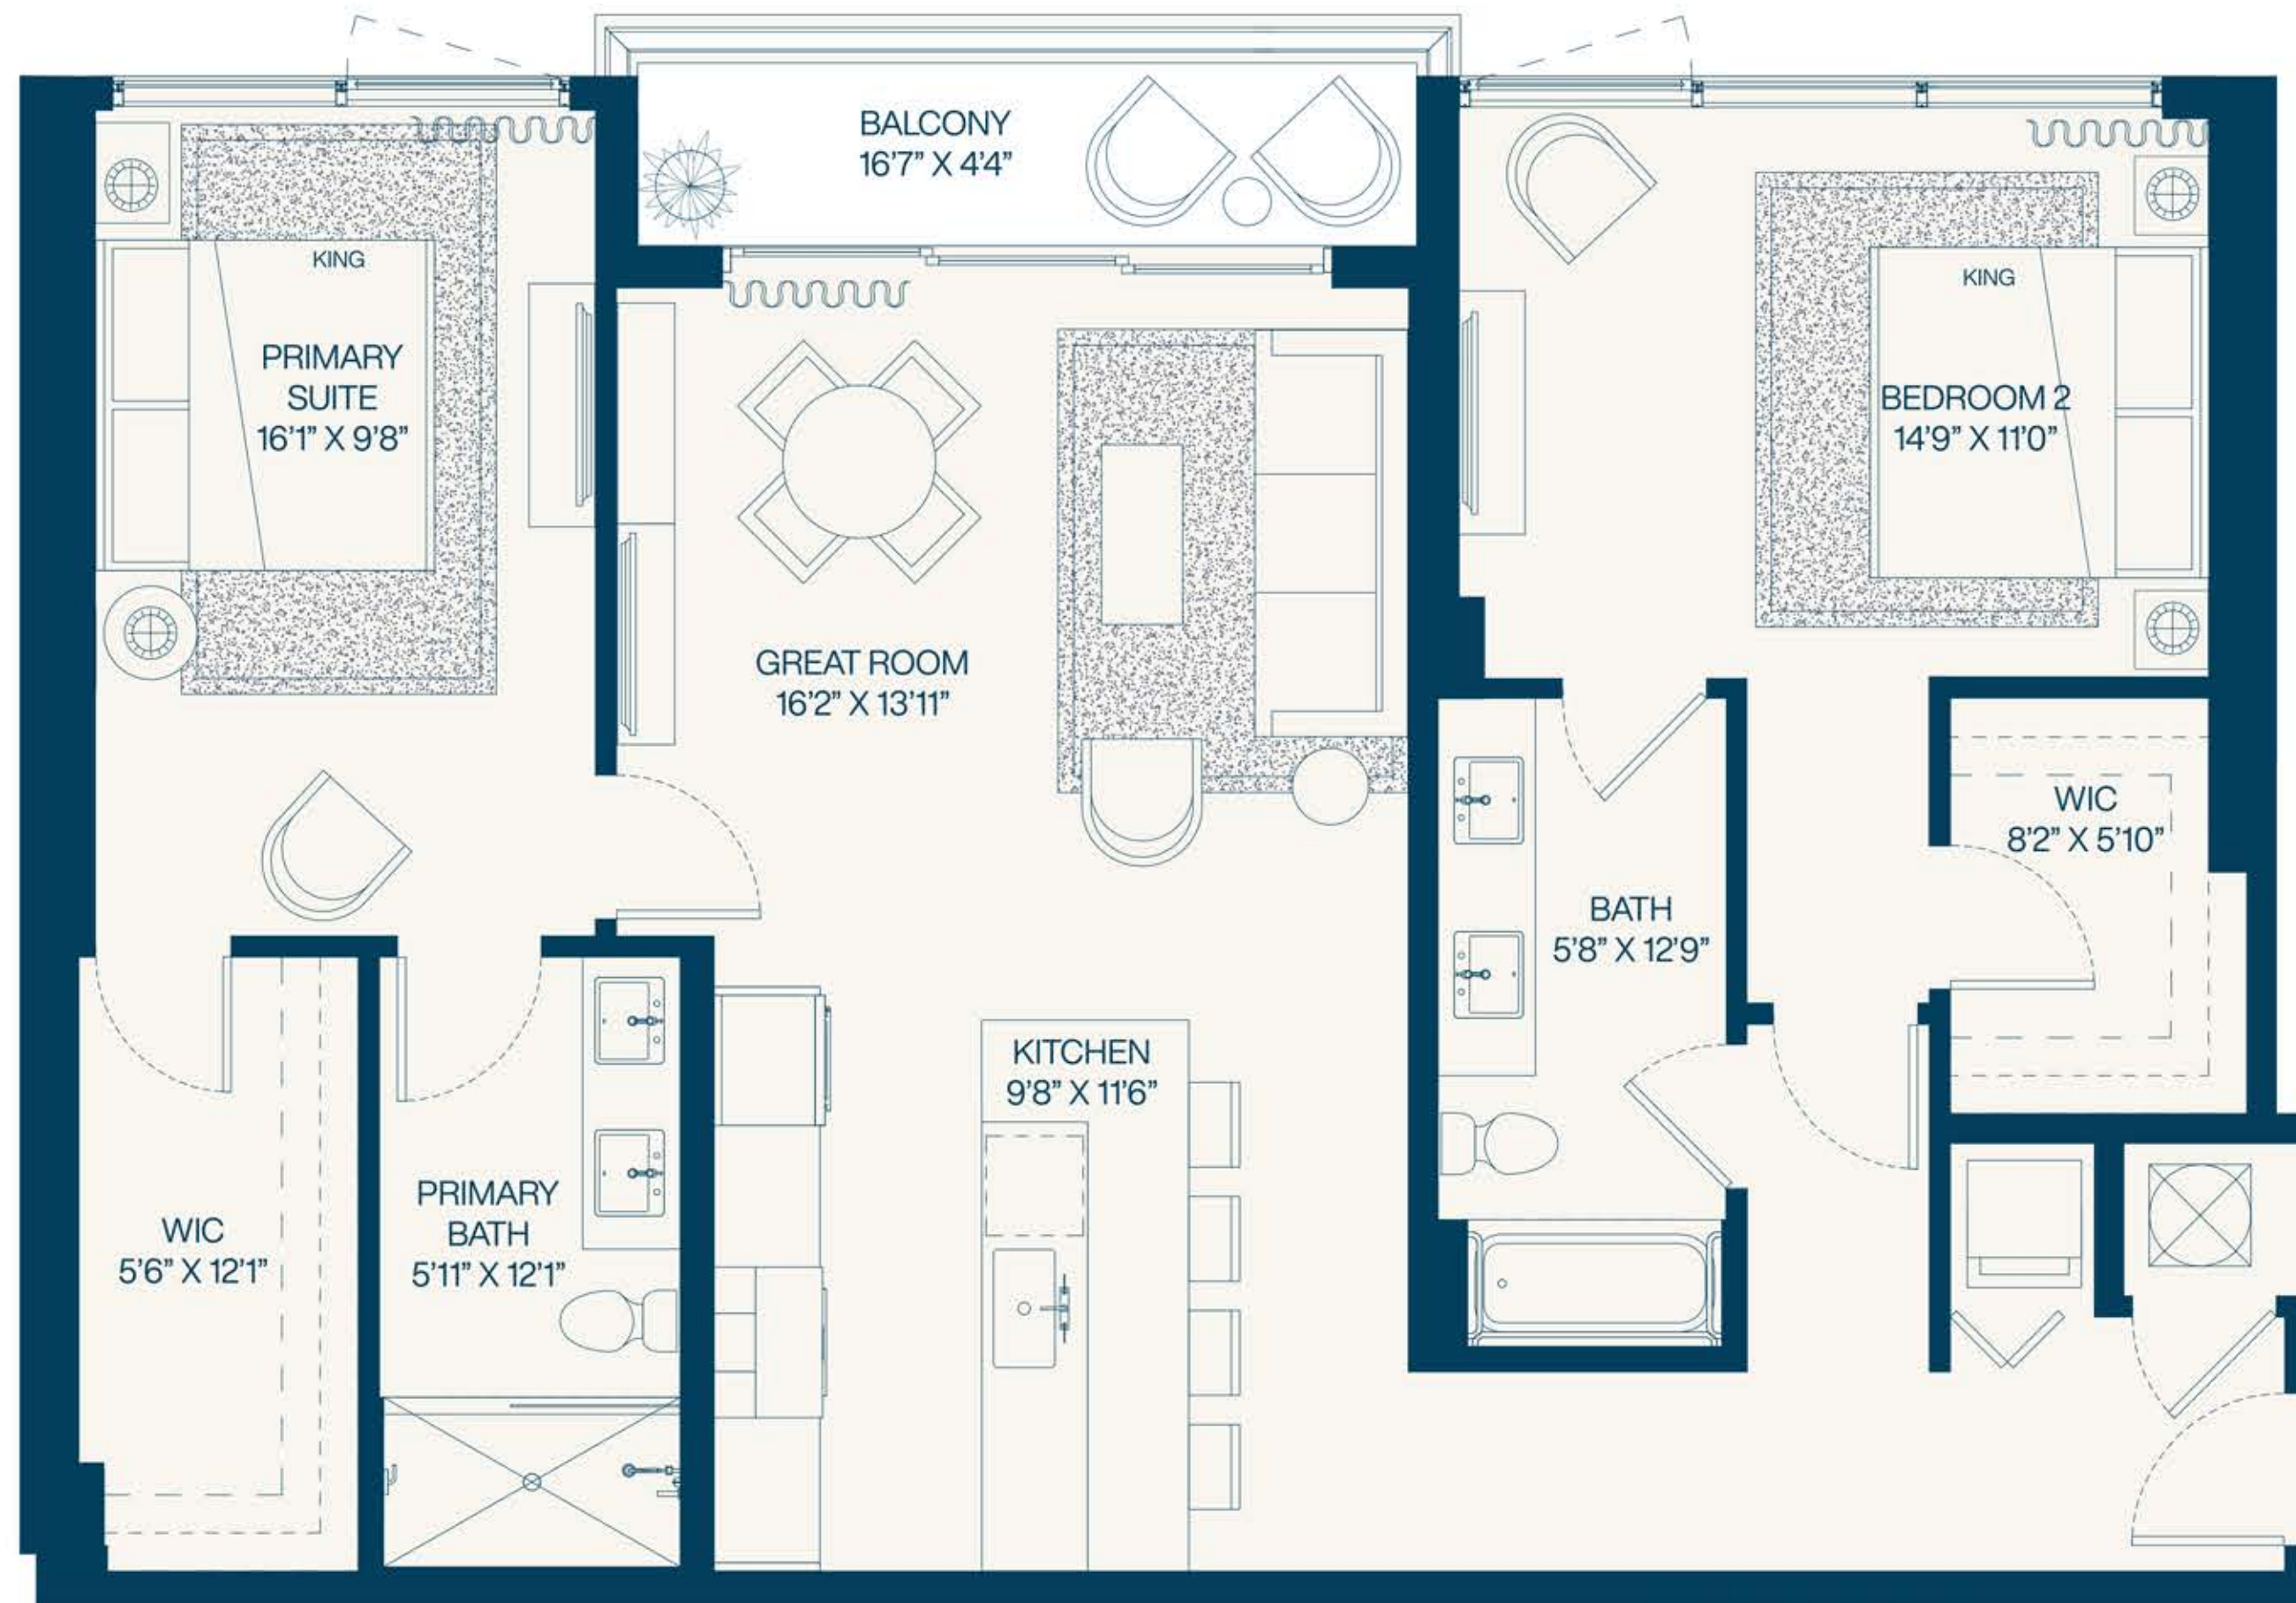 BALCONY
16'7" X 4'4"
KING
PRIMARY
SUITE
16'1" X 9'8"
KING
BEDROOM 2
14'9" X 11'0"
GREAT ROOM
16'2" X 13'11"
WIC
8'2" X 5'10"
BATH
5'8" X 12'9"
KITCHEN
9'8" X 11'6"
PRIMARY
BATH
5'11" X 12'1"
WIC
5'6" X 12'1"